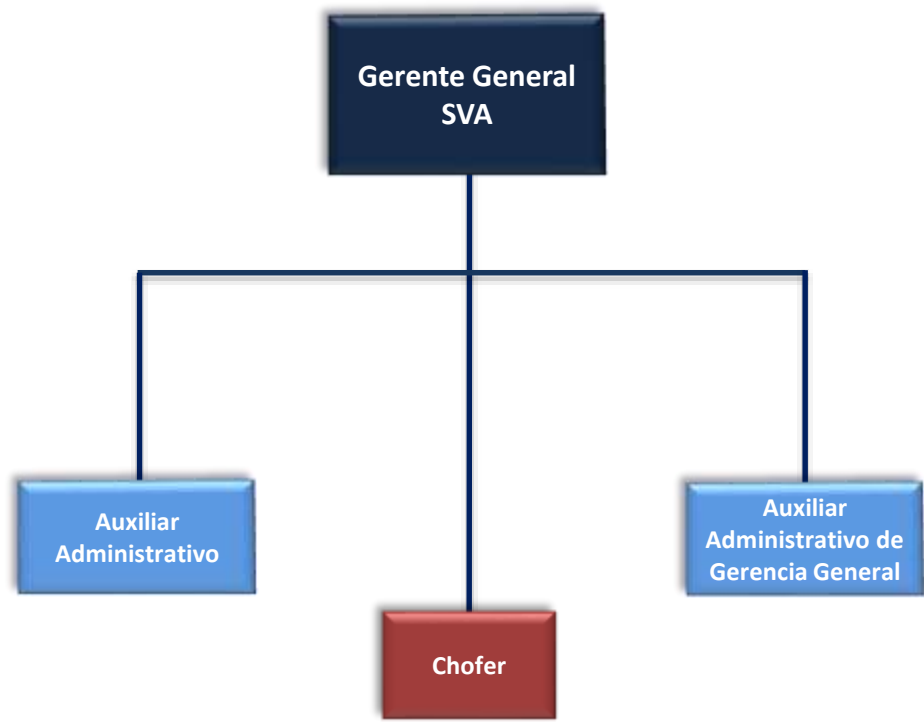 Gerente General
SVA
Auxiliar
Administrativo
Auxiliar
Administrativo de
Gerencia General
Chofer